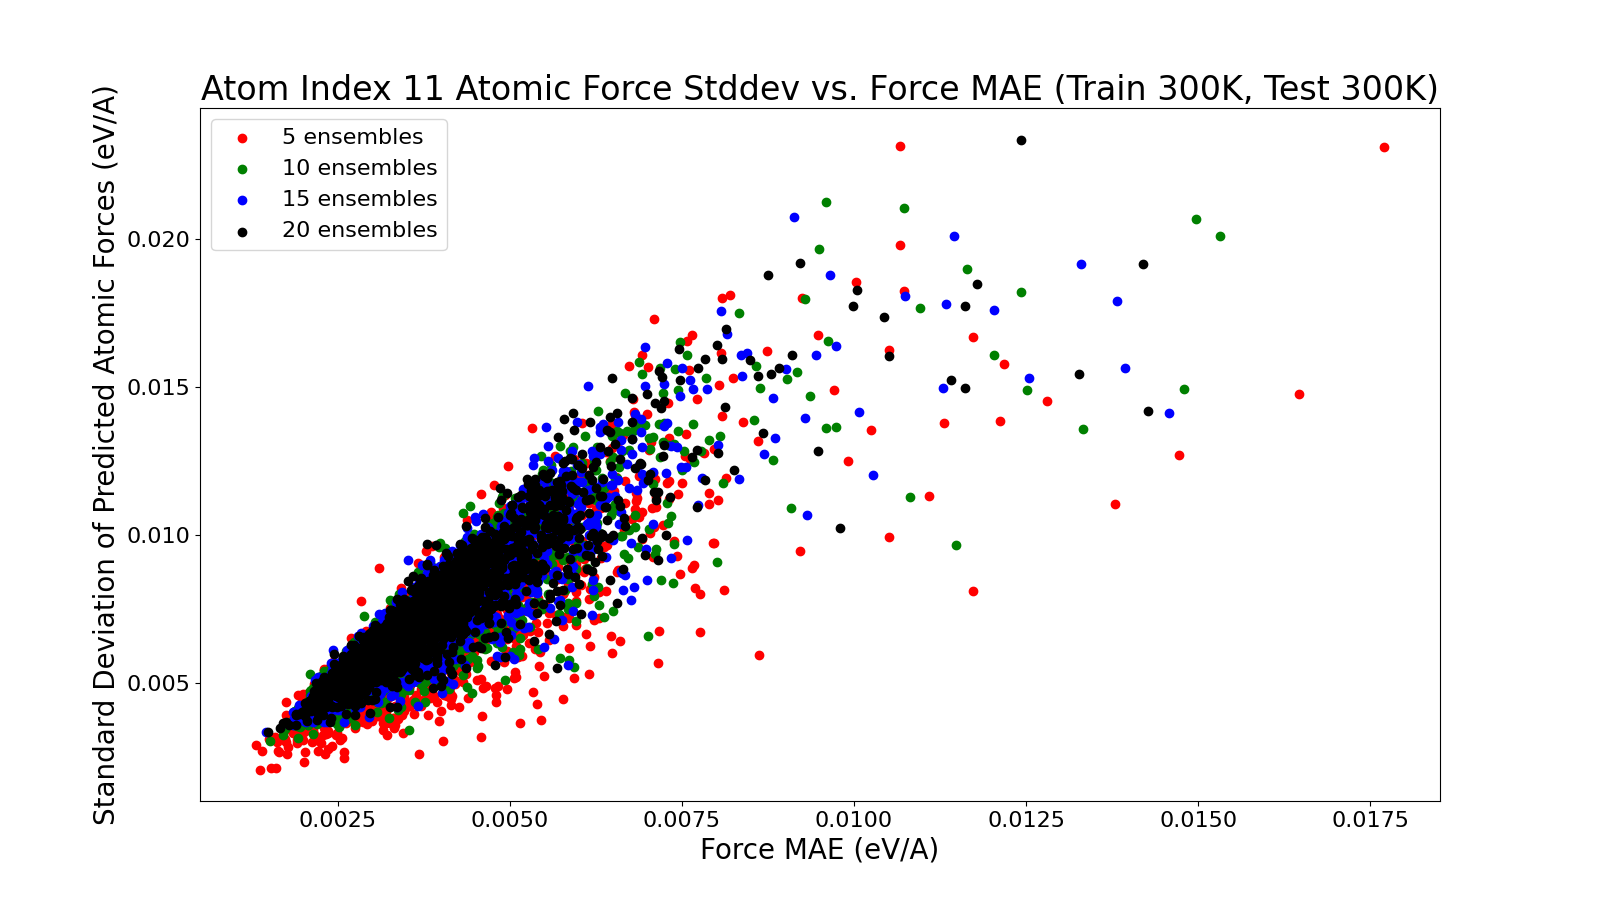 Atom Index 11 Atomic Force Stddev vs. Force MAE (Train 300K, Test 300K)
5 ensembles
10 ensembles
15 ensembles
20 ensembles
Standard Deviation of Predicted Atomic Forces (eV/A)
0.020
0.015
0.010
0.005
0.0025
0.0050
0.0075
0.0100
0.0125
0.0150
0.0175
Force MAE (eV/A)